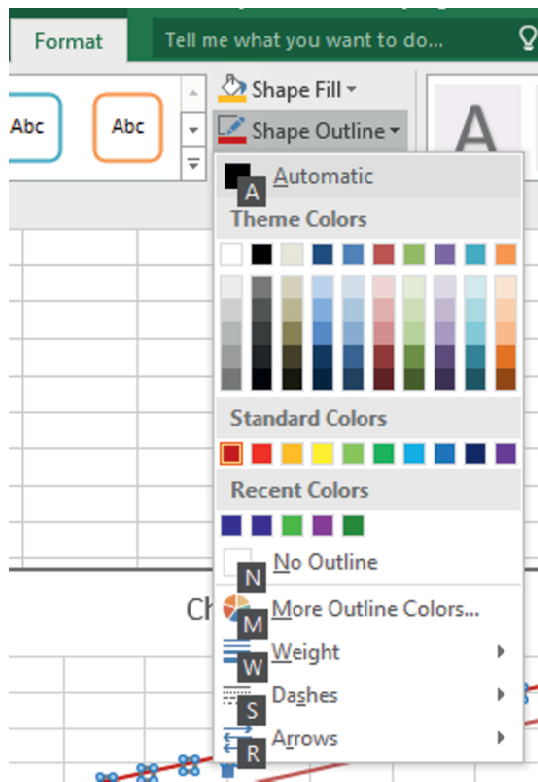 Format
Tell me what you want to do...
Abc
Abc
Shape Fill
Shape Outline
A
A
Automatic
Theme Colors
Standard Colors
Recent Colors
N
No Outline
M
More Outline Colors...
W
Weight
S
Dashes
R
Arrows